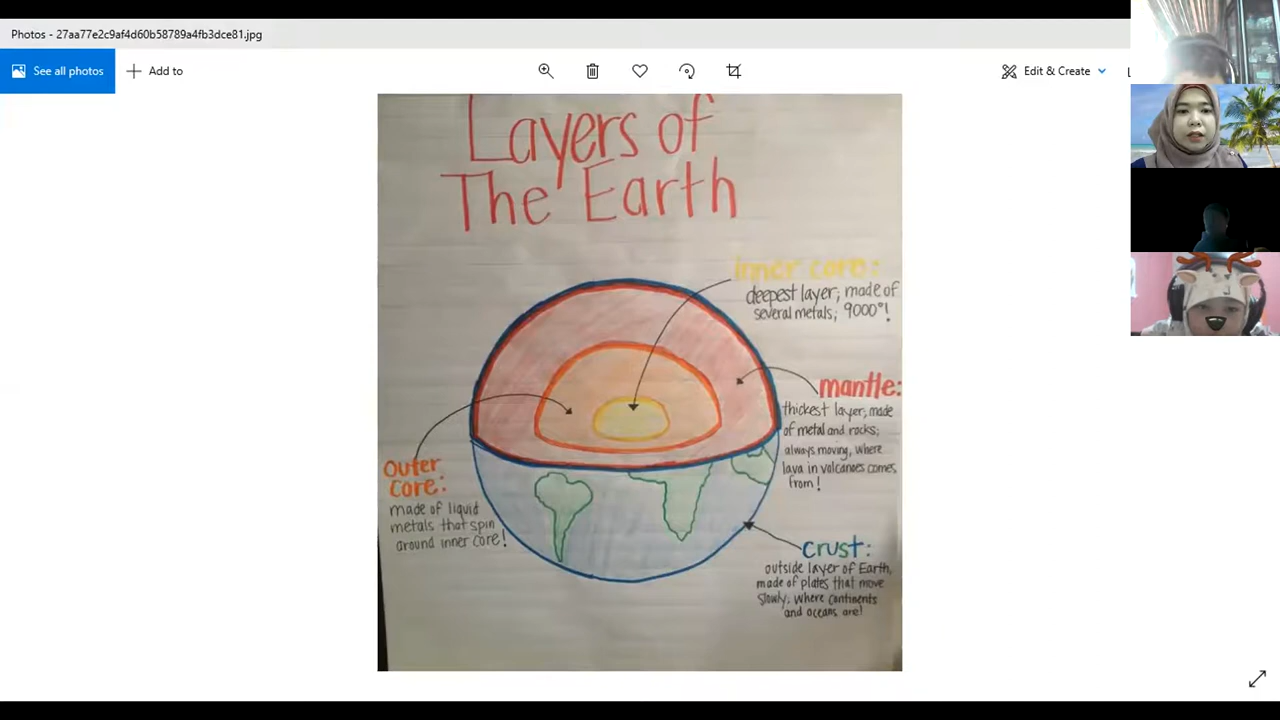 Photos - 27aa77e2c9af4d60b58789a4fb3dce81.jpg
See all photos
Add to
Edit & Create
Layers of
The Earth
inner core:
deepest layer; made of
several metals; 9000°!
mantle:
thickest layer; made
of metal and rocks;
always moving, where
lava in volcanoes comes
from!
outer
core:
made of liquid
metals that spin
around inner core!
crust:
outside layer of Earth,
made of plates that move
slowly; where continents
and oceans are!